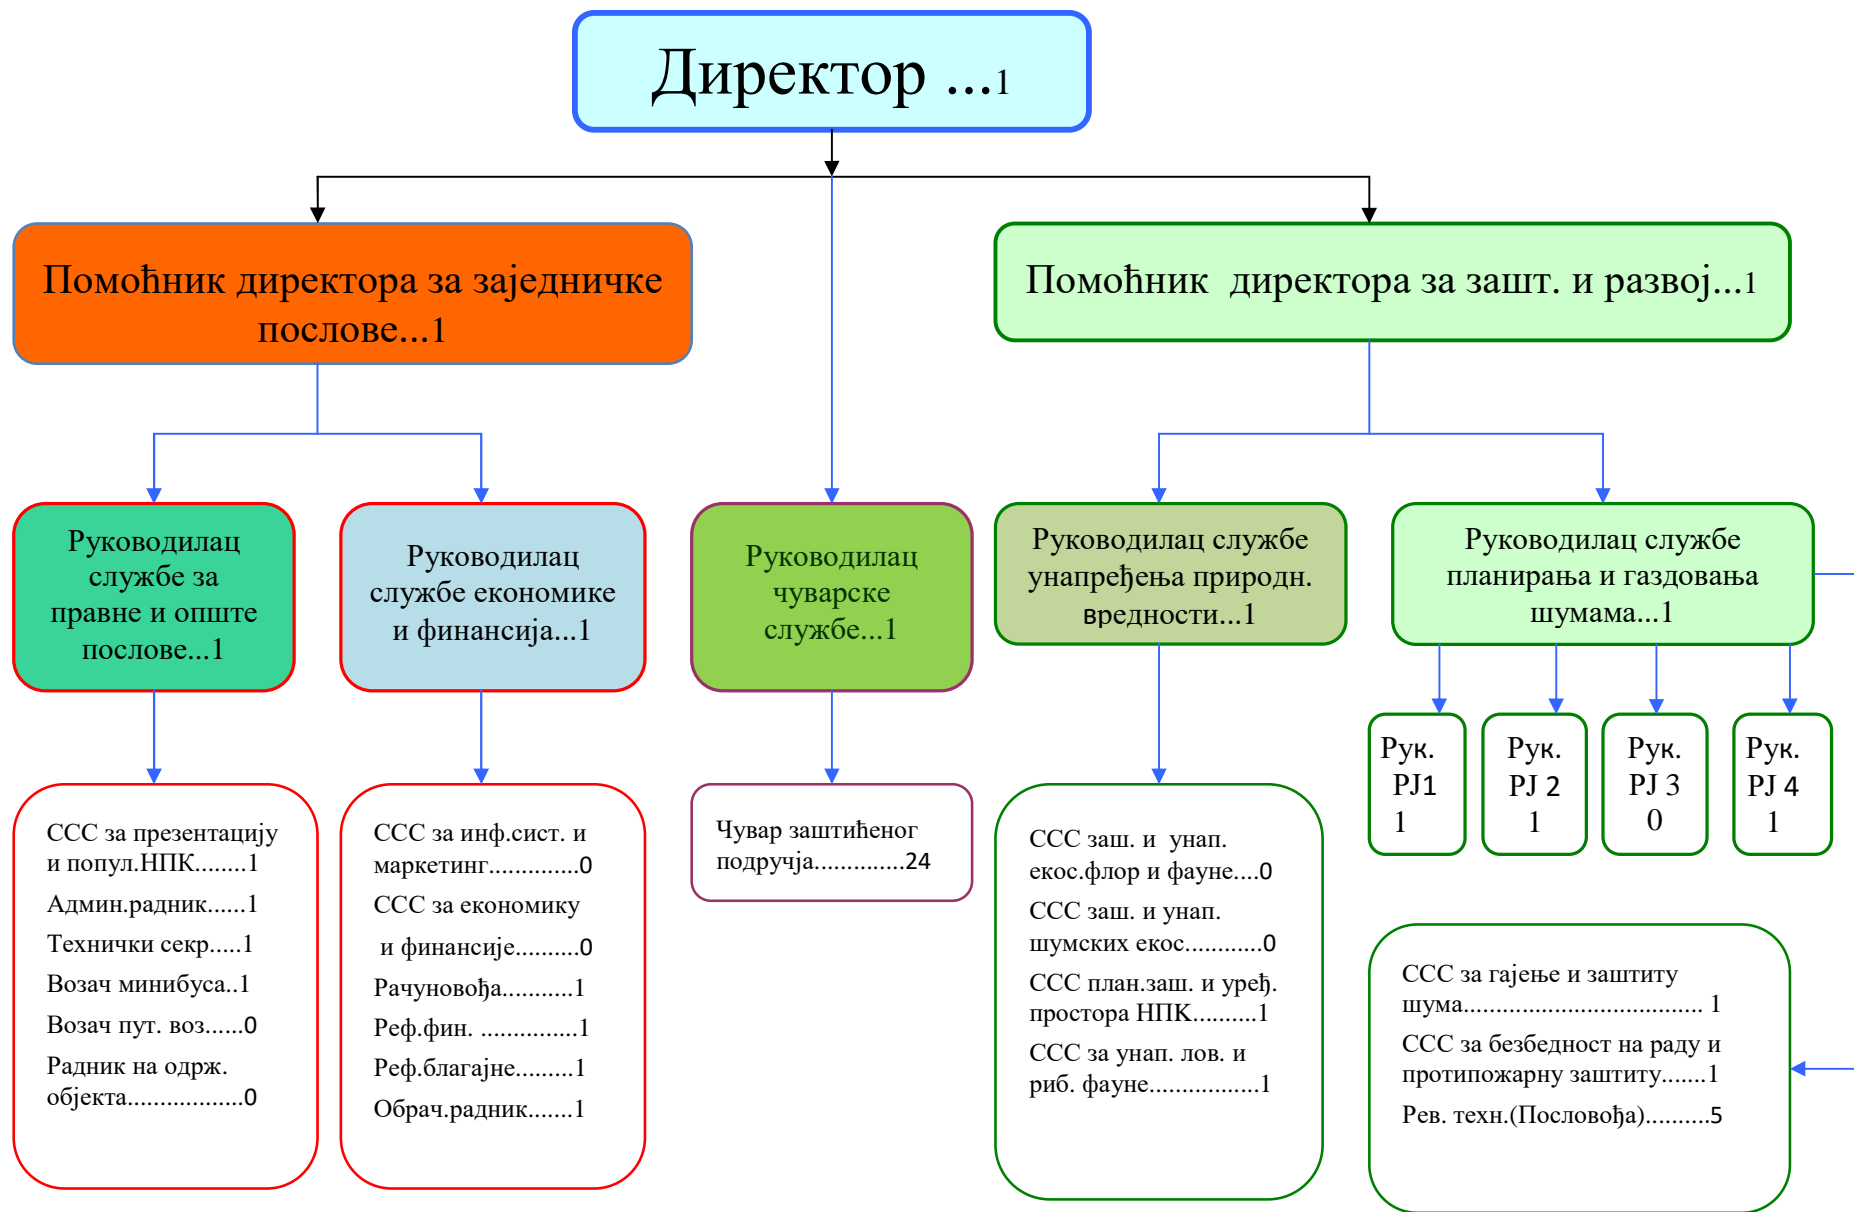 Директор ...1
Помоћник директора за заједничке
послове...1
Помоћник  директора за зашт. и развој...1
Руководилац
службе за
правне и опште
послове...1
Руководилац
службе економике
и финансија...1
Руководилац
чуварске
службе...1
Руководилац службе
унапређења природн.
вредности...1
Руководилац службе
планирања и газдовања
шумама...1
Рук.
РЈ1
1
Рук.
РЈ 2
1
Рук.
РЈ 3
0
Рук.
РЈ 4
1
ССС за презентацију
и попул.НПК........1
Админ.радник......1
Технички секр.....1
Возач минибуса..1
Возач пут. воз......0
Радник на одрж.
објекта..................0
ССС за инф.сист. и
маркетинг.............0
ССС за економику
и финансије.........0
Рачуновођа...........1
Реф.фин. ..............1
Реф.благајне.........1
Обрач.радник.......1
Чувар заштићеног
подручја.............24
ССС заш. и  унап.
екос.флор и фауне....0
ССС заш. и унап.
шумских екос...........0
ССС план.заш. и уређ.
простора НПК.........1
ССС за унап. лов. и
риб. фауне................1
ССС за гајење и заштиту
шума.................................. 1
ССС за безбедност на раду и
протипожарну заштиту.......1
Рев. техн.(Пословођа).........5